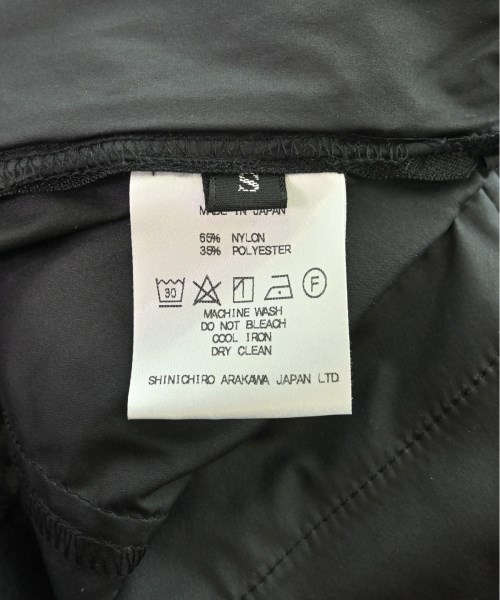 S
MADE IN JAPAN
65% NYLON
35% POLYESTER
30 F
MACHINE WASH
DO NOT BLEACH
COOL IRON
DRY CLEAN
SHINICHIRO ARAKAWA JAPAN LTD